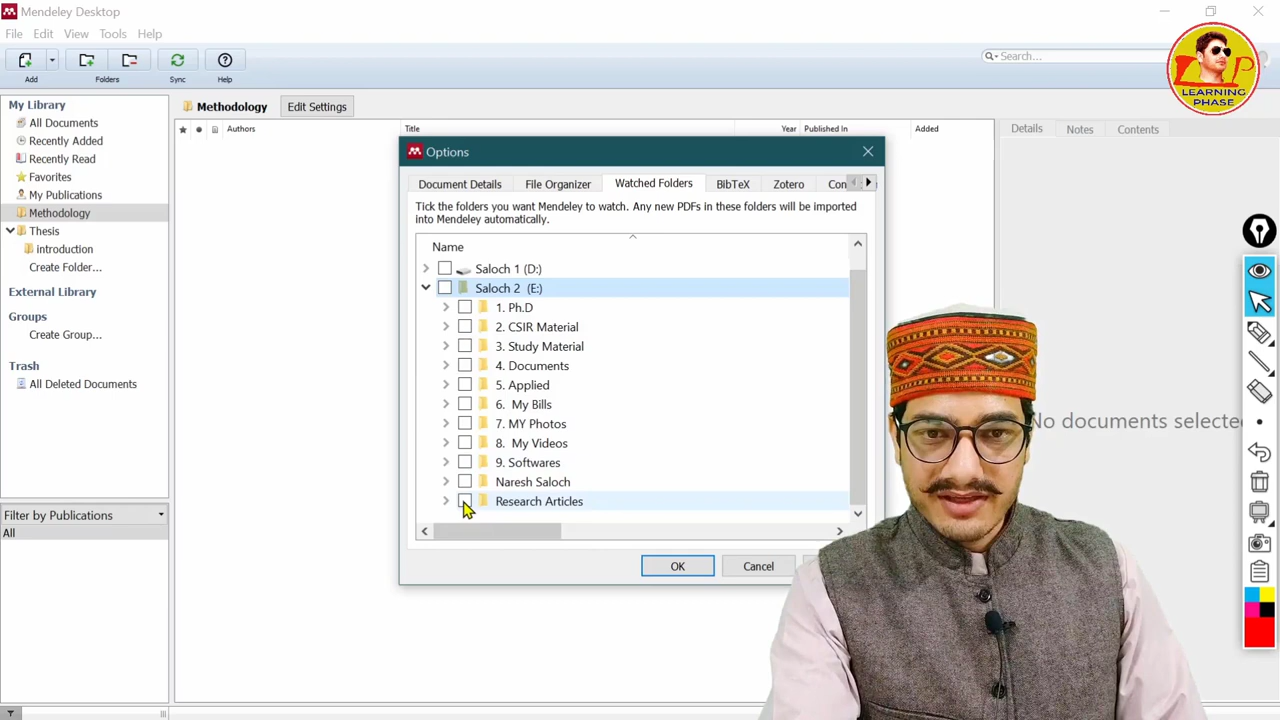 Mendeley Desktop
File Edit View Tools Help
Add
Folders
Sync
Help
Search...
LEARNING
PHASE
My Library
All Documents
Recently Added
Recently Read
Favorites
My Publications
Methodology
Thesis
introduction
Create Folder...
External Library
Groups
Create Group...
Trash
All Deleted Documents
Filter by Publications
All
Methodology
Edit Settings
Authors Title Year Published In Added
Details Notes Contents
No documents selecte
Options
Document Details File Organizer Watched Folders BibTeX Zotero Con
Tick the folders you want Mendeley to watch. Any new PDFs in these folders will be imported
into Mendeley automatically.
Name
Saloch 1 (D:)
Saloch 2 (E:)
1. Ph.D
2. CSIR Material
3. Study Material
4. Documents
5. Applied
6. My Bills
7. MY Photos
8. My Videos
9. Softwares
Naresh Saloch
Research Articles
OK
Cancel